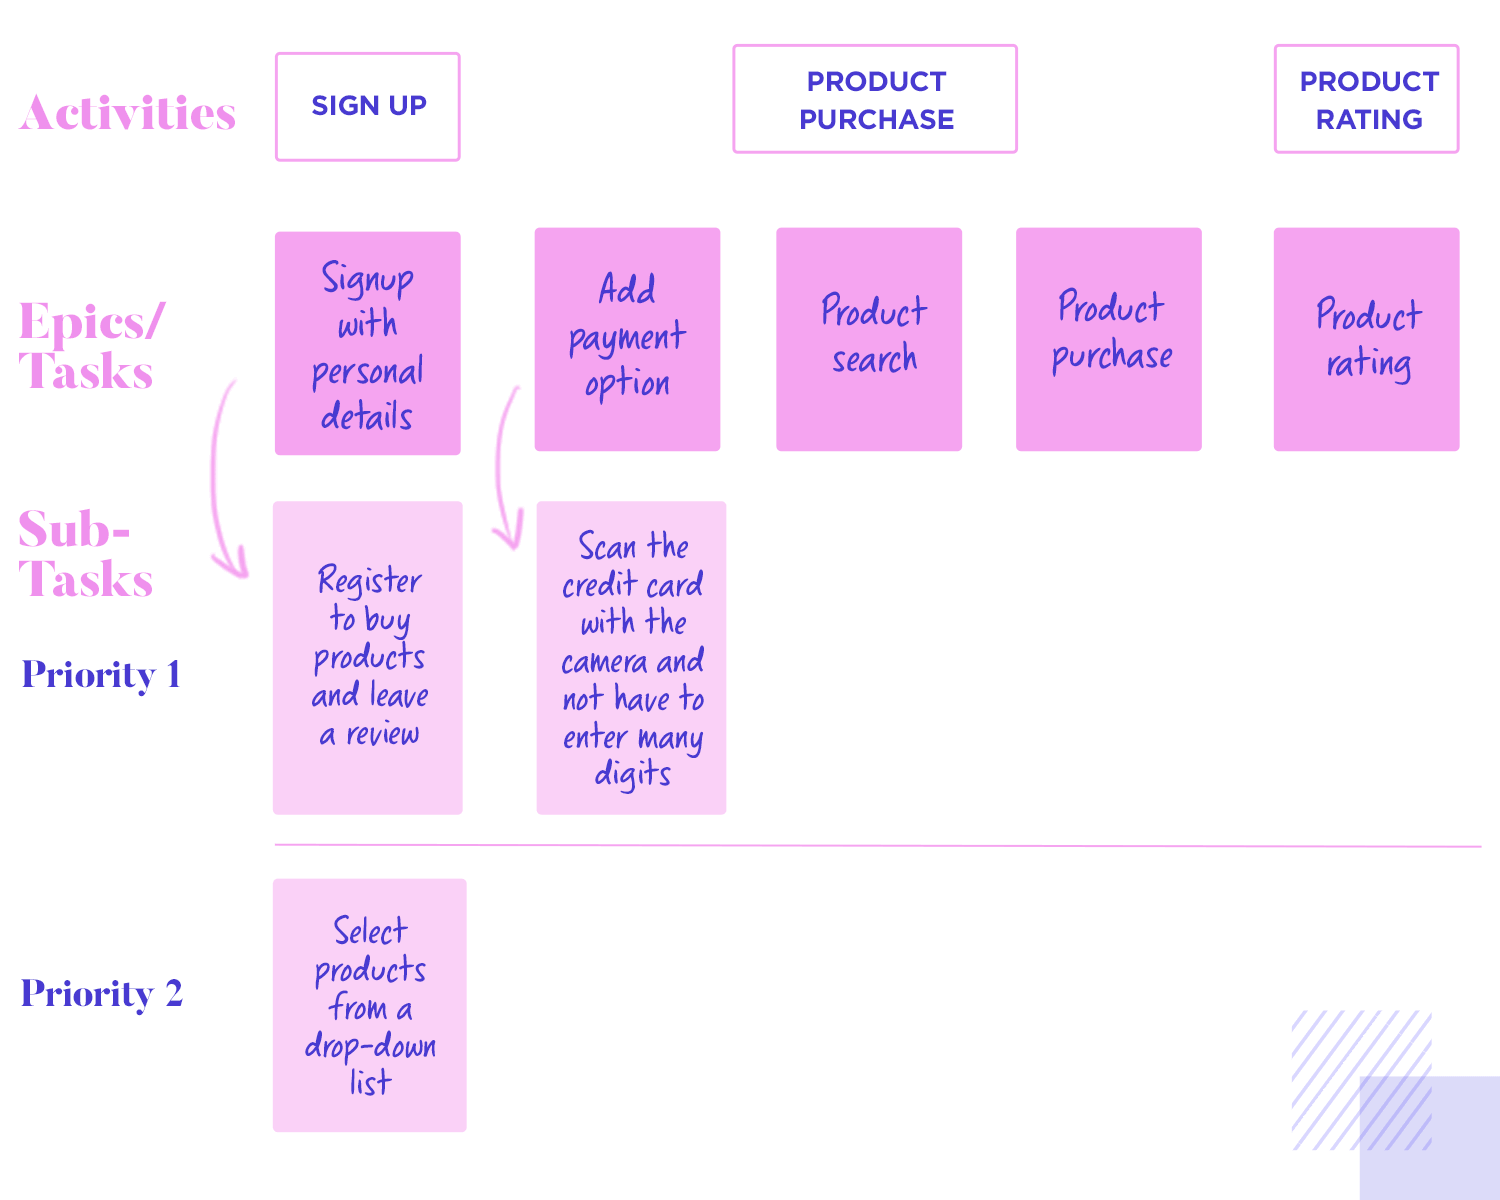 Activities
SIGN UP
PRODUCT
PURCHASE
PRODUCT
RATING
Epics/
Tasks
Signup
with
personal
details
Add
payment
option
Product
search
Product
purchase
Product
rating
Sub-
Tasks
Priority 1
Register
to buy
products
and leave
a review
Scan the
credit card
with the
camera and
not have to
enter many
digits
Priority 2
Select
products
from a
drop-down
list